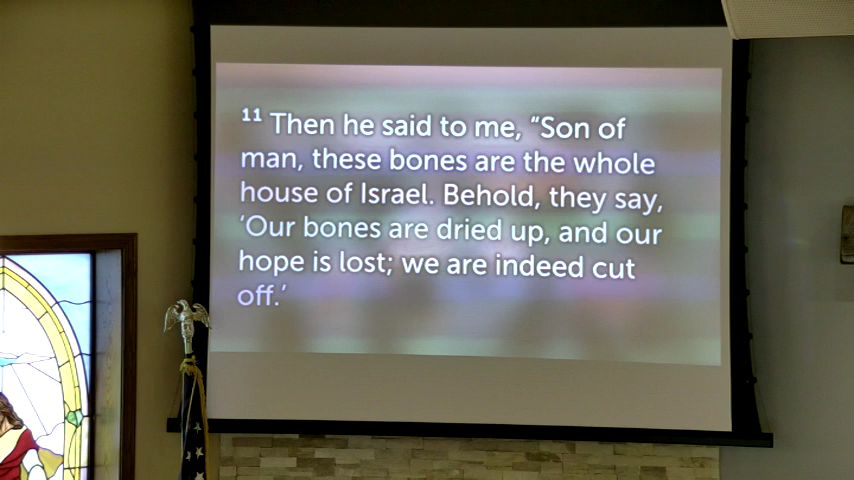 11 Then he said to me, “Son of
man, these bones are the whole
house of Israel. Behold, they say,
‘Our bones are dried up, and our
hope is lost; we are indeed cut
off.’